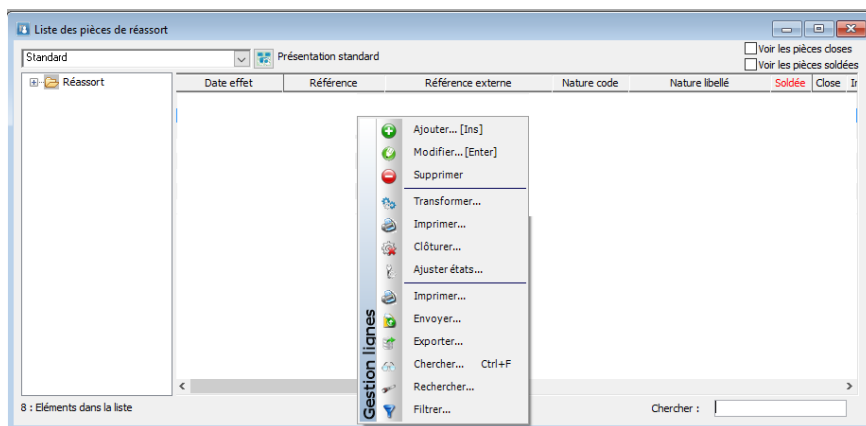 Liste des pièces de réassort
Standard
Présentation standard
Voir les pièces closes
Voir les pièces soldées
Réassort
Date effet Référence Référence externe Nature code Nature libellé Soldée Close
Gestion lignes
Ajouter... [Ins]
Modifier... [Enter]
Supprimer
Transformer...
Imprimer...
Clôturer...
Ajuster états...
Imprimer...
Envoyer...
Exporter...
Chercher... Ctrl+F
Rechercher...
Filtrer...
8 : Eléments dans la liste
Chercher :